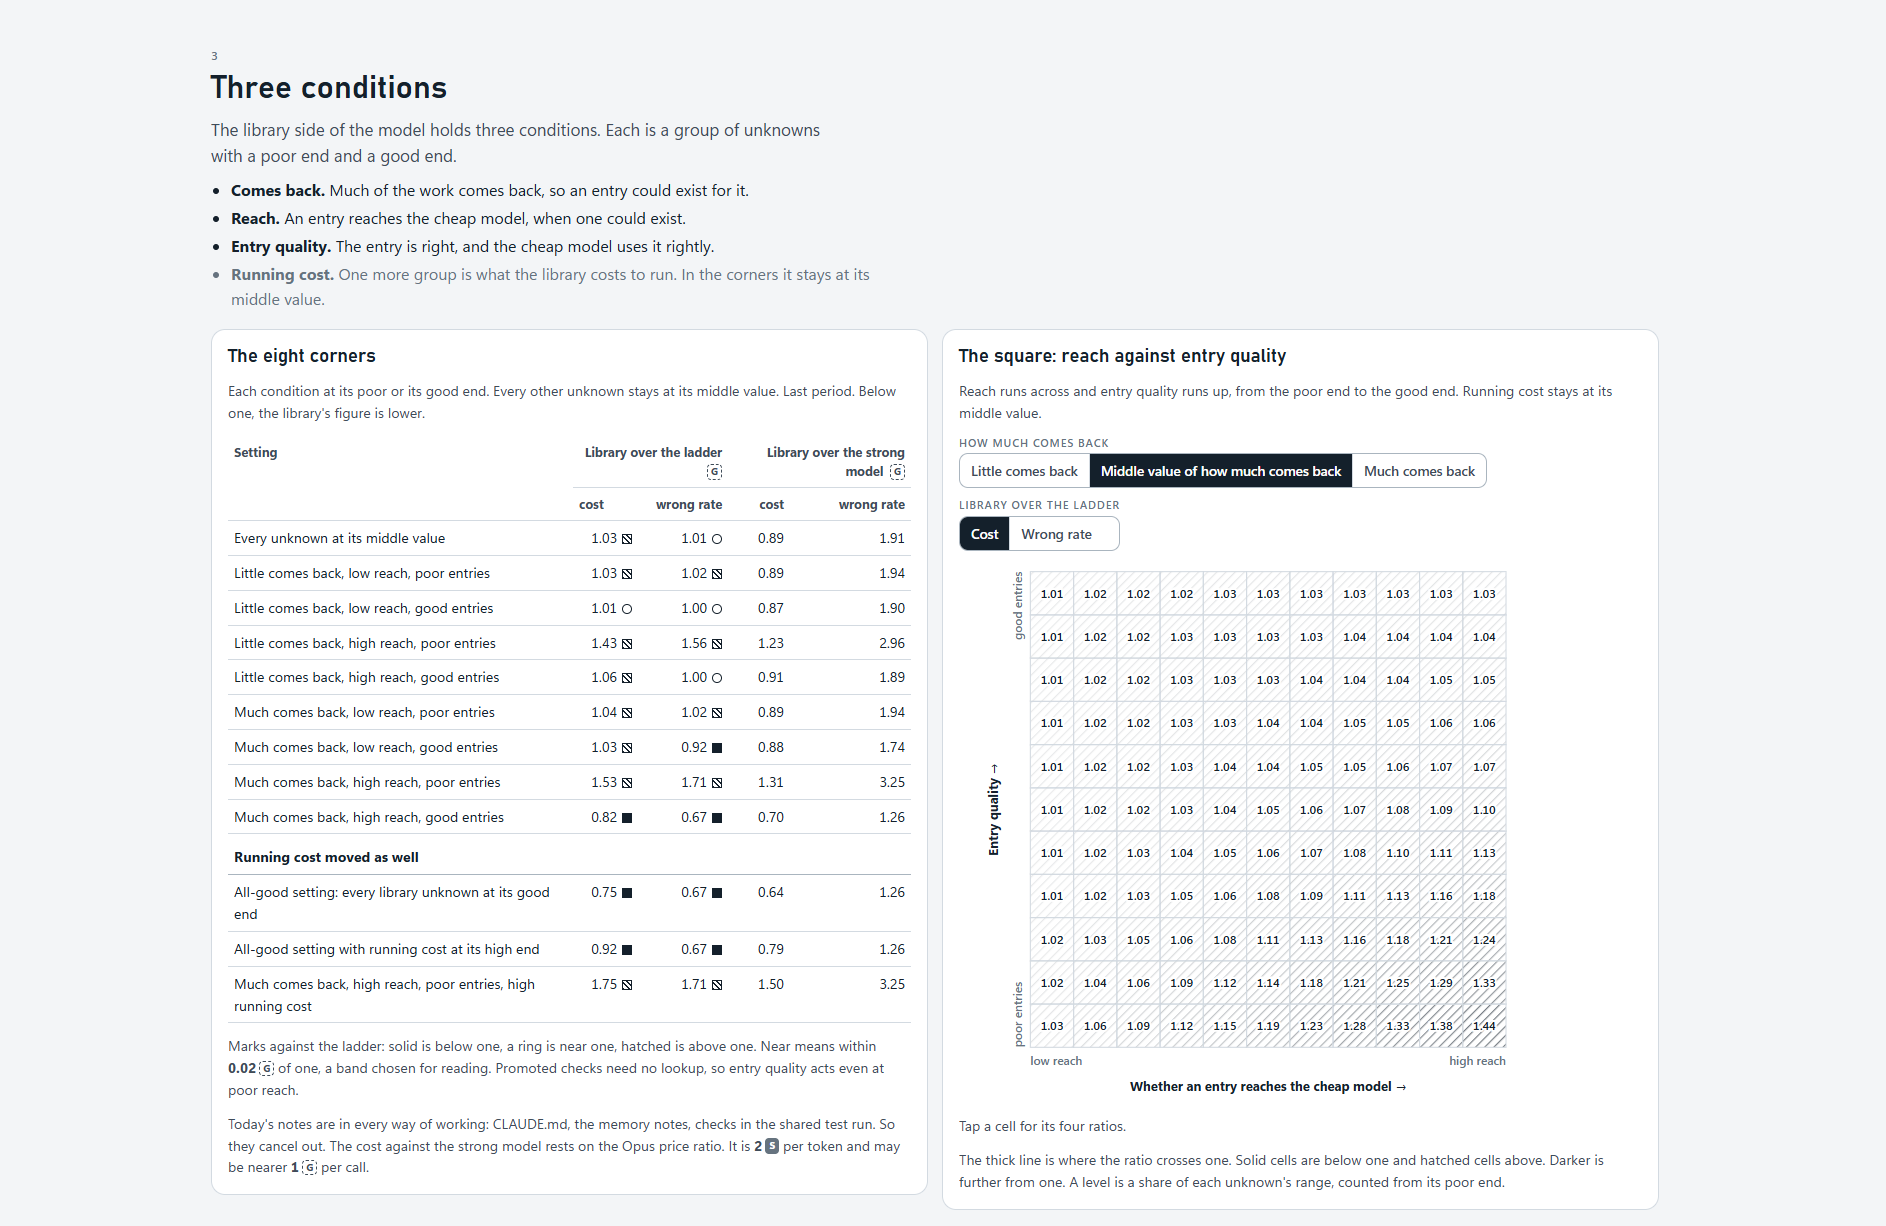 3
Three conditions
The library side of the model holds three conditions. Each is a group of unknowns
with a poor end and a good end.
• Comes back. Much of the work comes back, so an entry could exist for it.
• Reach. An entry reaches the cheap model, when one could exist.
• Entry quality. The entry is right, and the cheap model uses it rightly.
• Running cost. One more group is what the library costs to run. In the corners it stays at its
middle value.
The eight corners
Each condition at its poor or its good end. Every other unknown stays at its middle value. Last period. Below
one, the library's figure is lower.
Setting Library over the ladder G Library over the strong model G
cost wrong rate cost wrong rate
Every unknown at its middle value 1.03 1.01 0.89 1.91
Little comes back, low reach, poor entries 1.03 1.02 0.89 1.94
Little comes back, low reach, good entries 1.01 1.00 0.87 1.90
Little comes back, high reach, poor entries 1.43 1.56 1.23 2.96
Little comes back, high reach, good entries 1.06 1.00 0.91 1.89
Much comes back, low reach, poor entries 1.04 1.02 0.89 1.94
Much comes back, low reach, good entries 1.03 0.92 0.88 1.74
Much comes back, high reach, poor entries 1.53 1.71 1.31 3.25
Much comes back, high reach, good entries 0.82 0.67 0.70 1.26
Running cost moved as well
All-good setting: every library unknown at its good 0.75 0.67 0.64 1.26
end
All-good setting with running cost at its high end 0.92 0.67 0.79 1.26
Much comes back, high reach, poor entries, high 1.75 1.71 1.50 3.25
running cost
Marks against the ladder: solid is below one, a ring is near one, hatched is above one. Near means within
0.02 G of one, a band chosen for reading. Promoted checks need no lookup, so entry quality acts even at
poor reach.
Today's notes are in every way of working: CLAUDE.md, the memory notes, checks in the shared test run. So
they cancel out. The cost against the strong model rests on the Opus price ratio. It is 2 S per token and may
be nearer 1 G per call.
The square: reach against entry quality
Reach runs across and entry quality runs up, from the poor end to the good end. Running cost stays at its
middle value.
HOW MUCH COMES BACK
Little comes back Middle value of how much comes back Much comes back
LIBRARY OVER THE LADDER
Cost Wrong rate
good entries
Entry quality →
poor entries
1.01 1.02 1.02 1.02 1.03 1.03 1.03 1.03 1.03 1.03 1.03
1.01 1.02 1.02 1.03 1.03 1.03 1.03 1.04 1.04 1.04 1.04
1.01 1.02 1.02 1.03 1.03 1.03 1.04 1.04 1.04 1.05 1.05
1.01 1.02 1.02 1.03 1.03 1.04 1.04 1.05 1.05 1.06 1.06
1.01 1.02 1.02 1.03 1.04 1.04 1.05 1.05 1.06 1.07 1.07
1.01 1.02 1.02 1.03 1.04 1.05 1.06 1.07 1.08 1.09 1.10
1.01 1.02 1.03 1.04 1.05 1.06 1.07 1.08 1.10 1.11 1.13
1.01 1.02 1.03 1.05 1.06 1.08 1.09 1.11 1.13 1.16 1.18
1.02 1.03 1.05 1.06 1.08 1.11 1.13 1.16 1.18 1.21 1.24
1.02 1.04 1.06 1.09 1.12 1.14 1.18 1.21 1.25 1.29 1.33
1.03 1.06 1.09 1.12 1.15 1.19 1.23 1.28 1.33 1.38 1.44
low reach high reach
Whether an entry reaches the cheap model →
Tap a cell for its four ratios.
The thick line is where the ratio crosses one. Solid cells are below one and hatched cells above. Darker is
further from one. A level is a share of each unknown's range, counted from its poor end.